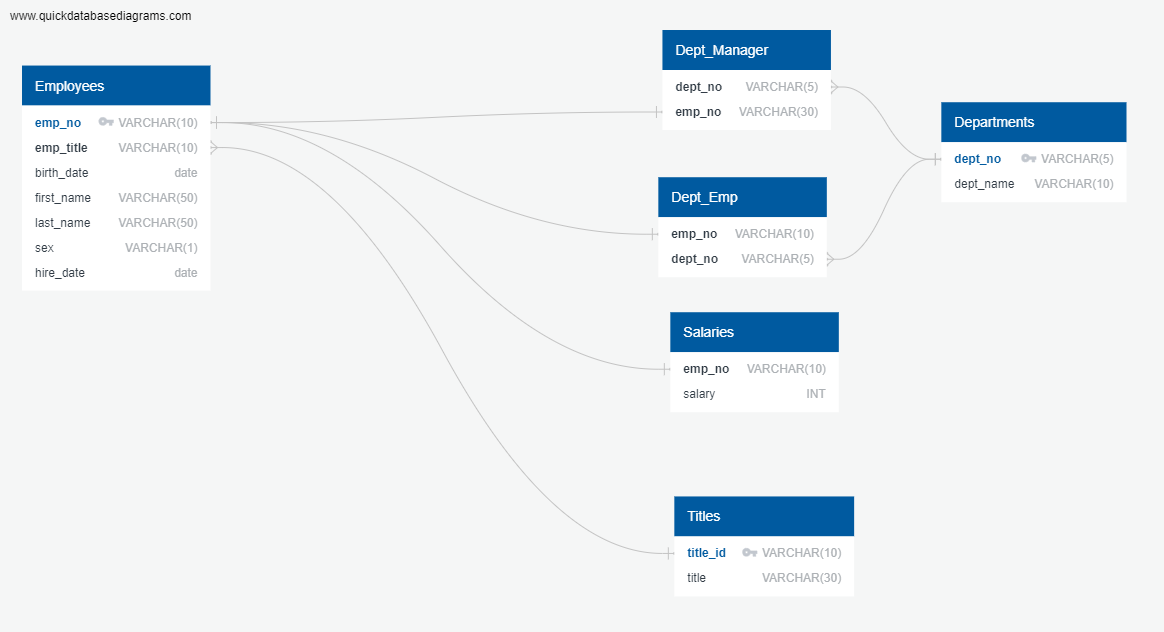 www.quickdatabasediagrams.com
Employees
emp_no VARCHAR(10)
emp_title VARCHAR(10)
birth_date date
first_name VARCHAR(50)
last_name VARCHAR(50)
sex VARCHAR(1)
hire_date date
Dept_Manager
dept_no VARCHAR(5)
emp_no VARCHAR(30)
Departments
dept_no VARCHAR(5)
dept_name VARCHAR(10)
Dept_Emp
emp_no VARCHAR(10)
dept_no VARCHAR(5)
Salaries
emp_no VARCHAR(10)
salary INT
Titles
title_id VARCHAR(10)
title VARCHAR(30)